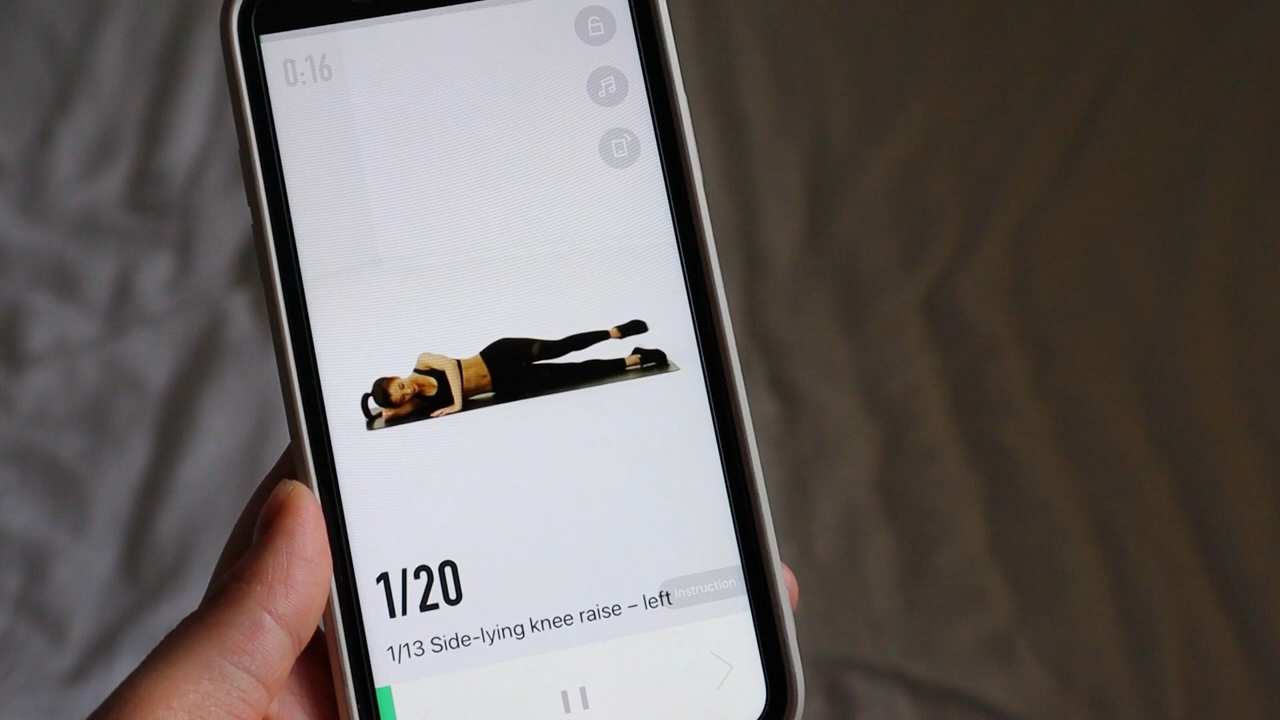 0:16
1/20
Instruction
1/13 Side-lying knee raise – left